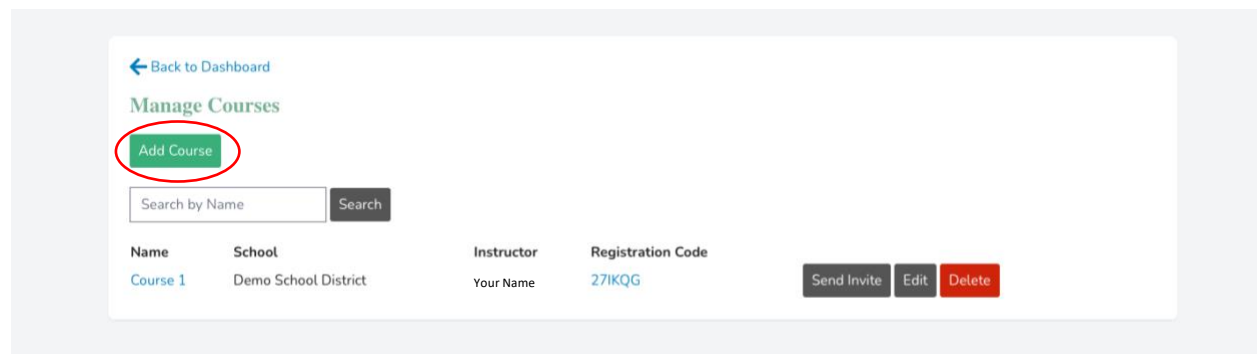 Back to Dashboard
Manage Courses
Add Course
Search by Name Search
Name School Instructor Registration Code
Course 1 Demo School District Your Name 27IKQG Send Invite Edit Delete